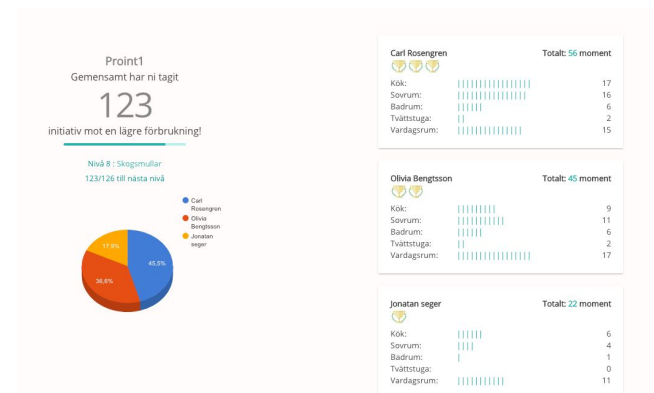 Proint1
Gemensamt har ni tagit
123
initiativ mot en lägre förbrukning!
Nivå 8 : Skogsmullar
123/126 till nästa nivå
Carl
Rosengren
Olivia
Bengtsson
Jonatan
seger
17,9%
45,5%
36,6%
Carl Rosengren Totalt: 56 moment
Kök: 17
Sovrum: 16
Badrum: 6
Tvättstuga: 2
Vardagsrum: 15
Olivia Bengtsson Totalt: 45 moment
Kök: 9
Sovrum: 11
Badrum: 6
Tvättstuga: 2
Vardagsrum: 17
Jonatan seger Totalt: 22 moment
Kök: 6
Sovrum: 4
Badrum: 1
Tvättstuga: 0
Vardagsrum: 11